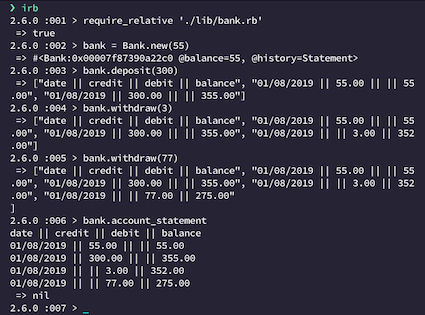 ❯ irb
2.6.0 :001 > require_relative './lib/bank.rb'
 => true
2.6.0 :002 > bank = Bank.new(55)
 => #<Bank:0x00007f87390a22c0 @balance=55, @history=Statement>
2.6.0 :003 > bank.deposit(300)
 => ["date || credit || debit || balance", "01/08/2019 || 55.00 || || 55
.00", "01/08/2019 || 300.00 || || 355.00"]
2.6.0 :004 > bank.withdraw(3)
 => ["date || credit || debit || balance", "01/08/2019 || 55.00 || || 55
.00", "01/08/2019 || 300.00 || || 355.00", "01/08/2019 || || 3.00 || 352
.00"]
2.6.0 :005 > bank.withdraw(77)
 => ["date || credit || debit || balance", "01/08/2019 || 55.00 || || 55
.00", "01/08/2019 || 300.00 || || 355.00", "01/08/2019 || || 3.00 || 352
.00", "01/08/2019 || || 77.00 || 275.00"
]
2.6.0 :006 > bank.account_statement
date || credit || debit || balance
01/08/2019 || 55.00 || || 55.00
01/08/2019 || 300.00 || || 355.00
01/08/2019 || || 3.00 || 352.00
01/08/2019 || || 77.00 || 275.00
 => nil
2.6.0 :007 > _